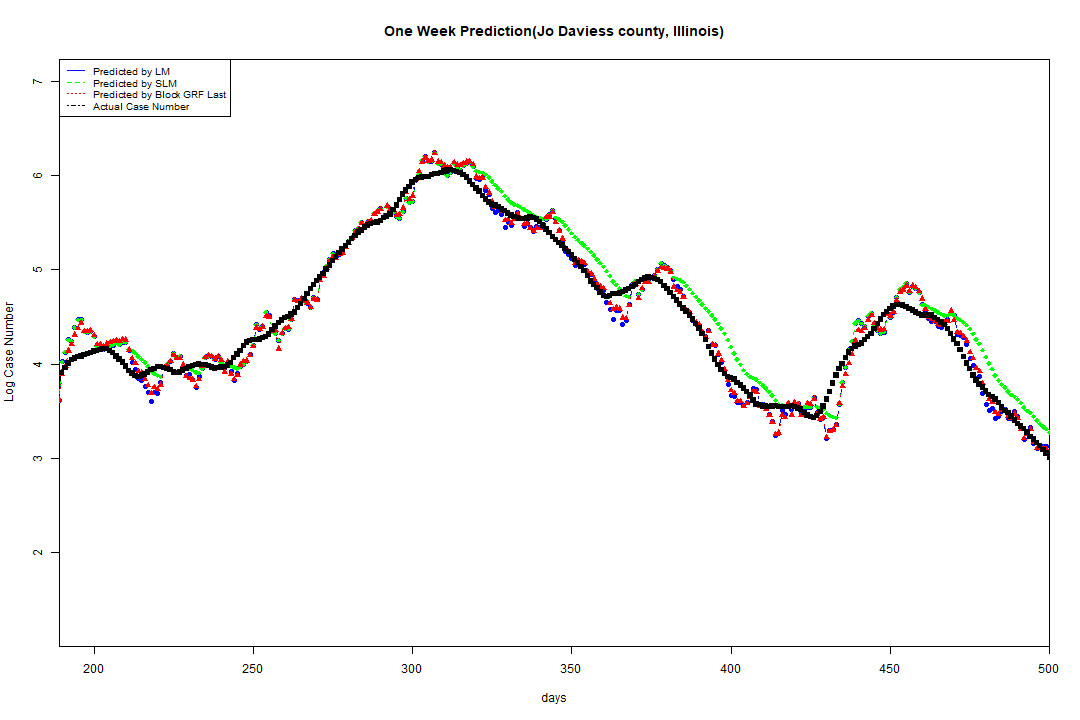 One Week Prediction(Jo Daviess county, Illinois)
Predicted by LM
Predicted by SLM
Predicted by Block GRF Last
Actual Case Number
7
6
5
4
3
2
Log Case Number
200 250 300 350 400 450 500
days